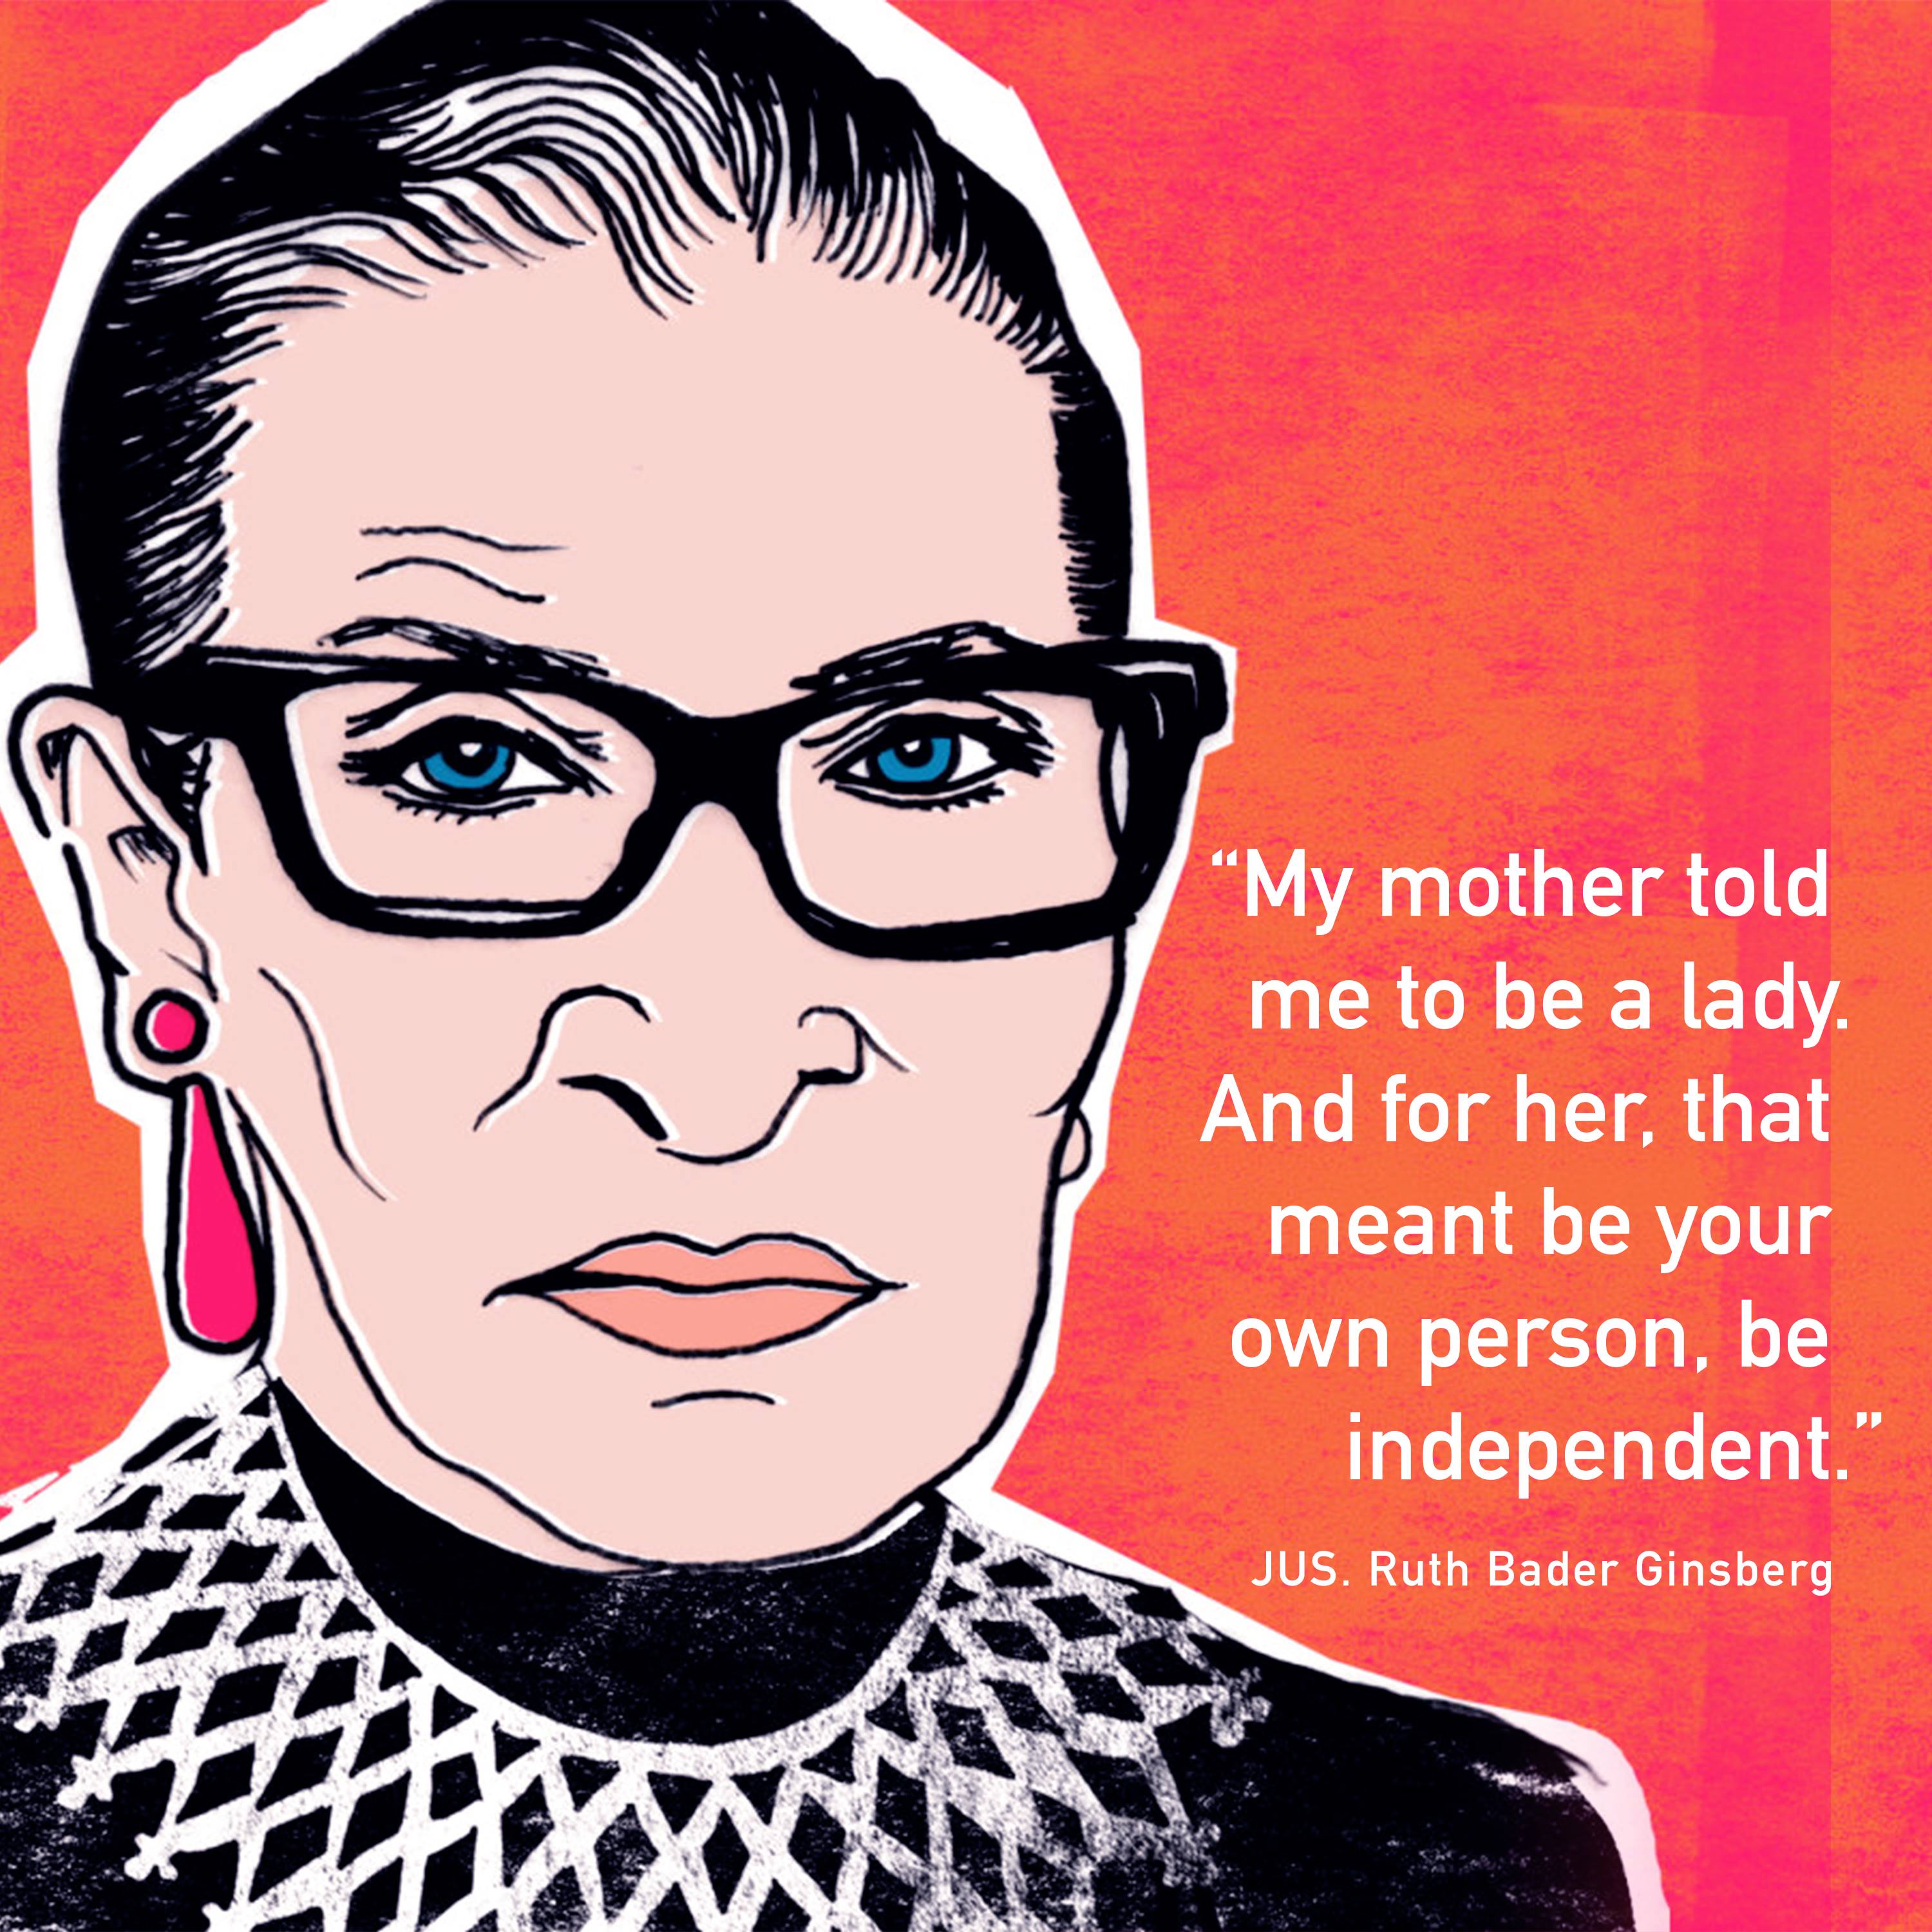 “My mother told
me to be a lady.
And for her, that
meant be your
own person, be
independent.”
JUS. Ruth Bader Ginsberg